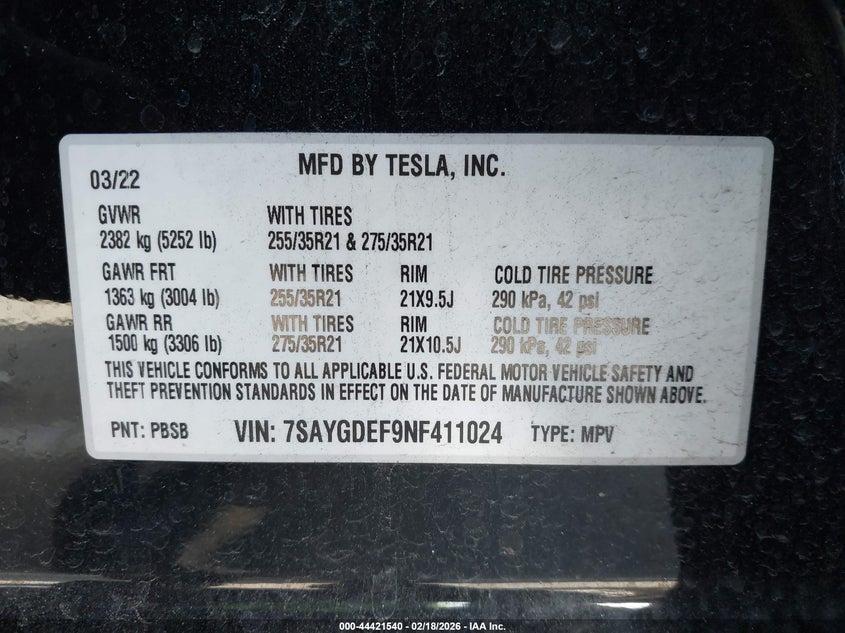 MFD BY TESLA, INC.
03/22
GVWR WITH TIRES
2382 kg (5252 lb) 255/35R21 & 275/35R21
GAWR FRT WITH TIRES RIM COLD TIRE PRESSURE
1363 kg (3004 lb) 255/35R21 21X9.5J 290 kPa, 42 psi
GAWR RR WITH TIRES RIM COLD TIRE PRESSURE
1500 kg (3306 lb) 275/35R21 21X10.5J 290 kPa, 42 psi
THIS VEHICLE CONFORMS TO ALL APPLICABLE U.S. FEDERAL MOTOR VEHICLE SAFETY AND
THEFT PREVENTION STANDARDS IN EFFECT ON THE DATE OF MANUFACTURE SHOWN ABOVE.
PNT: PBSB VIN: 7SAYGDEF9NF411024 TYPE: MPV
000-44421540 - 02/18/2026 - IAA Inc.